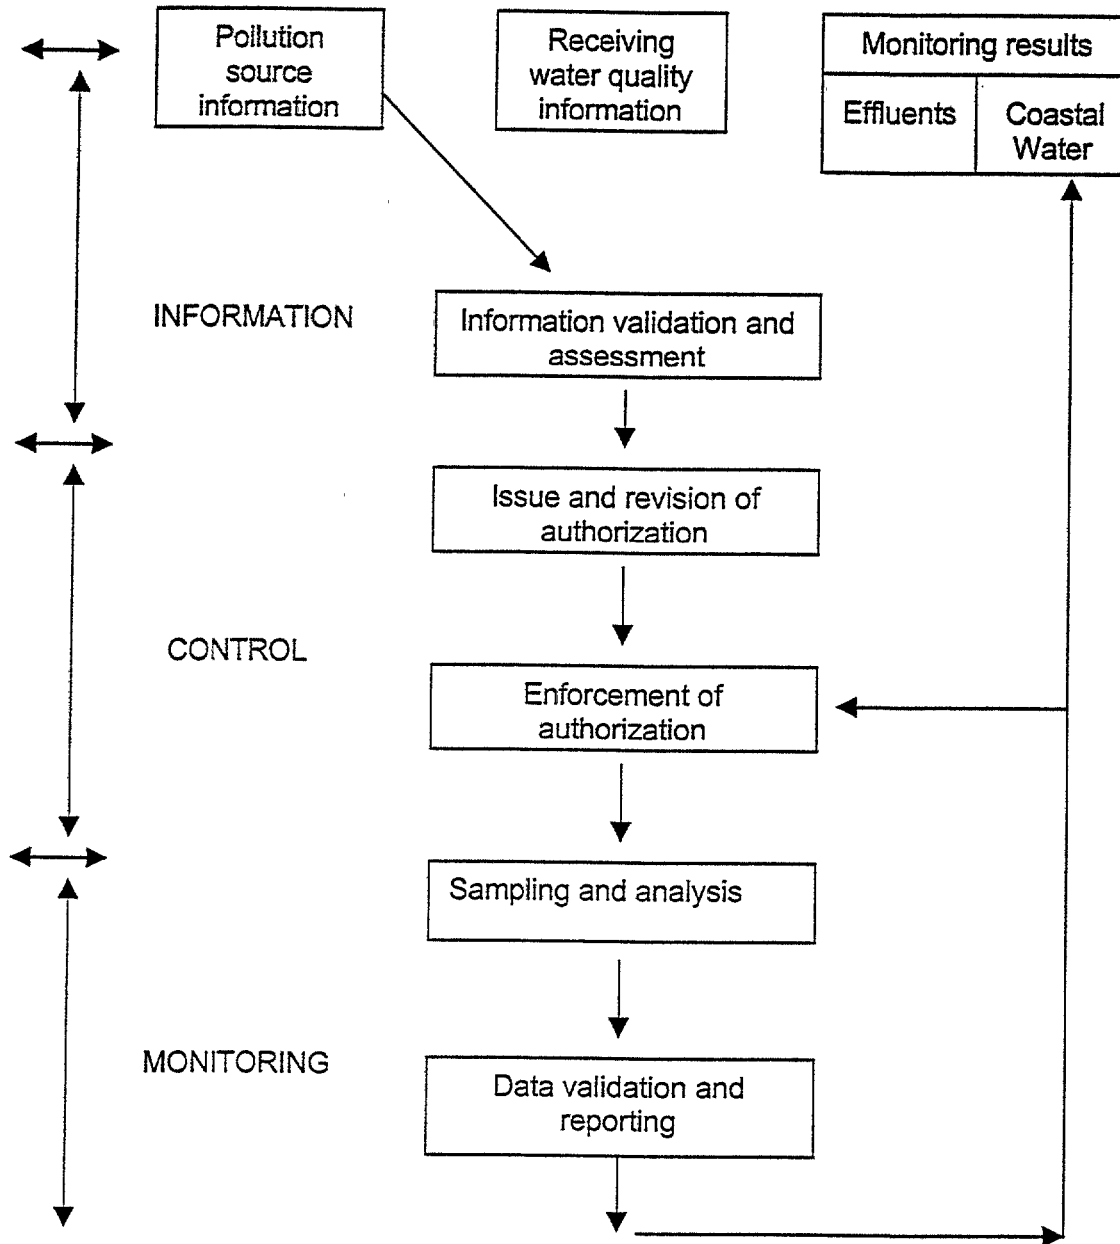 Pollution
source
information
Receiving
water quality
information
Monitoring results
Effluents
Coastal
Water
INFORMATION
Information validation and
assessment
Issue and revision of
authorization
CONTROL
Enforcement of
authorization
Sampling and analysis
MONITORING
Data validation and
reporting